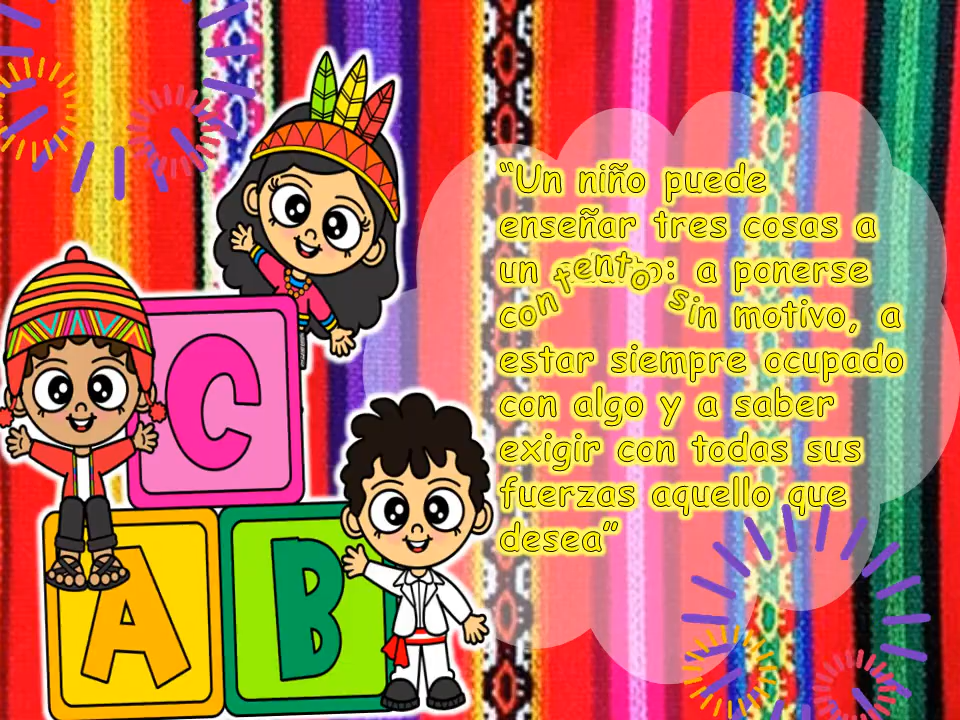 “Un niño puede
enseñar tres cosas a
un : a ponerse
contento sin motivo, a
estar siempre ocupado
con algo y a saber
exigir con todas sus
fuerzas aquello que
desea”
C
A
B